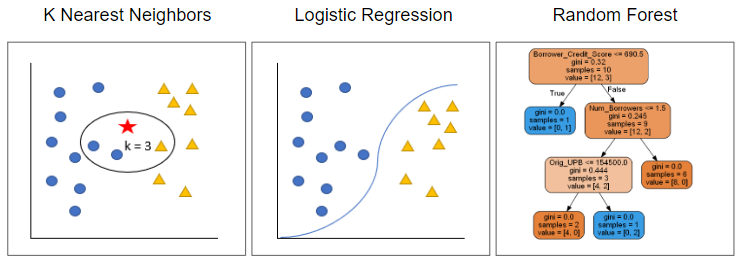 K Nearest Neighbors
Logistic Regression
Random Forest
k = 3
Borrower_Credit_Score <= 690.5
gini = 0.32
samples = 10
value = [12, 3]
True
False
gini = 0.0
samples = 1
value = [0, 1]
Num_Borrowers <= 1.5
gini = 0.245
samples = 9
value = [12, 2]
Orig_UPB <= 154500.0
gini = 0.444
samples = 3
value = [4, 2]
gini = 0.0
samples = 6
value = [8, 0]
gini = 0.0
samples = 2
value = [4, 0]
gini = 0.0
samples = 1
value = [0, 2]